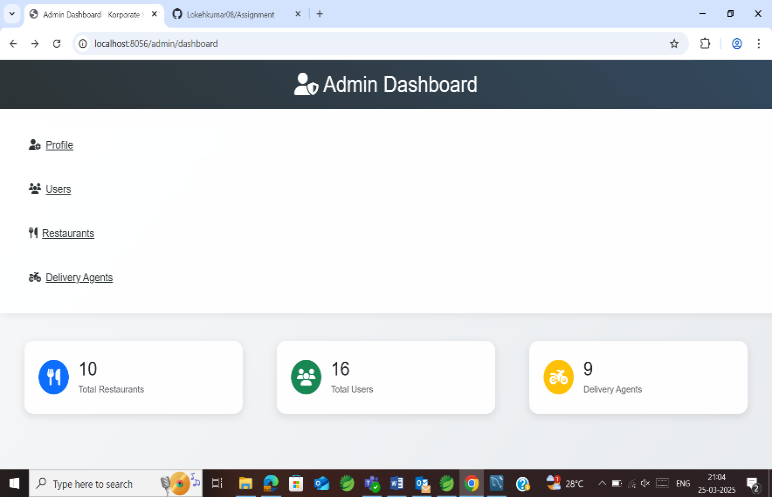 Admin Dashboard - Korporate
Lokehkumar08/Assignment
localhost:8056/admin/dashboard
Admin Dashboard
Profile
Users
Restaurants
Delivery Agents
10
Total Restaurants
16
Total Users
9
Delivery Agents
Type here to search
28°C
ENG
21:04
25-03-2025
2